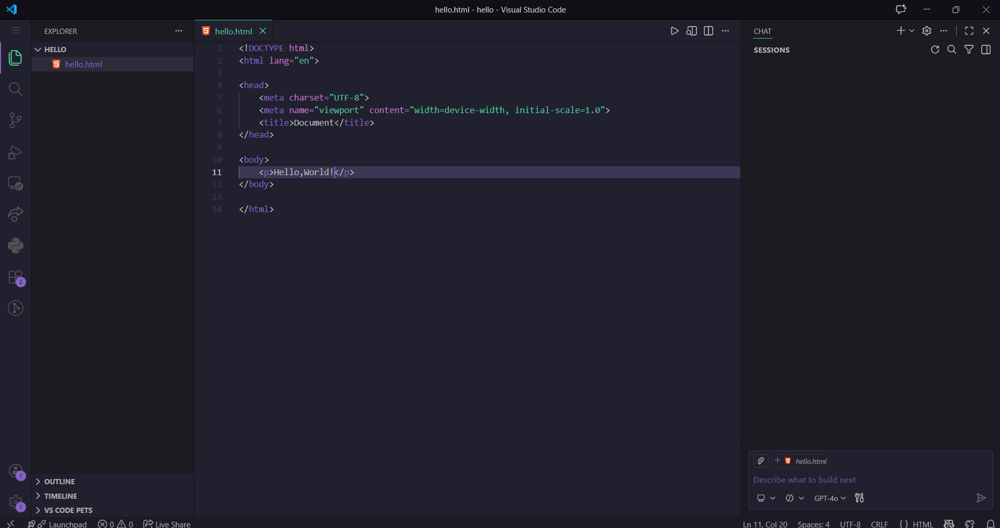 hello.html - hello - Visual Studio Code
EXPLORER
HELLO
hello.html
hello.html
1 <!DOCTYPE html>
2 <html lang="en">
3
4 <head>
5     <meta charset="UTF-8">
6     <meta name="viewport" content="width=device-width, initial-scale=1.0">
7     <title>Document</title>
8 </head>
9
10 <body>
11     <p>Hello,World!</p>
12 </body>
13
14 </html>
CHAT
SESSIONS
2
1
1
OUTLINE
TIMELINE
VS CODE PETS
hello.html
Describe what to build next
GPT-4o
Launchpad 0 0 Live Share
Ln 11, Col 20 Spaces: 4 UTF-8 CRLF {} HTML